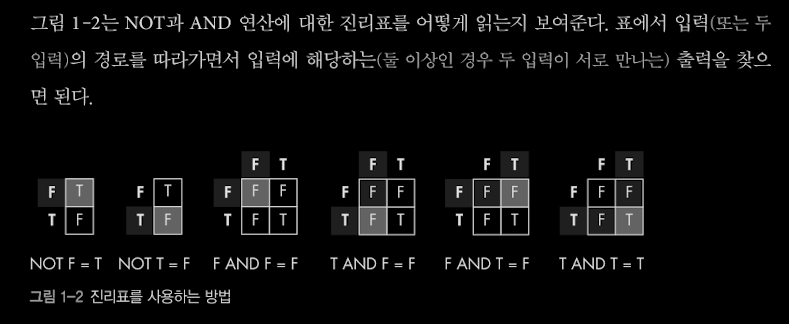 그림 1-2는 NOT과 AND 연산에 대한 진리표를 어떻게 읽는지 보여준다. 표에서 입력(또는 두
입력)의 경로를 따라가면서 입력에 해당하는(둘 이상인 경우 두 입력이 서로 만나는) 출력을 찾으
면 된다.
F T F T F T F T
F T F T F F F F F F F F F F F F
T F T F T F T T F T T F T T F T
NOT F = T NOT T = F F AND F = F T AND F = F F AND T = F T AND T = T
그림 1-2 진리표를 사용하는 방법